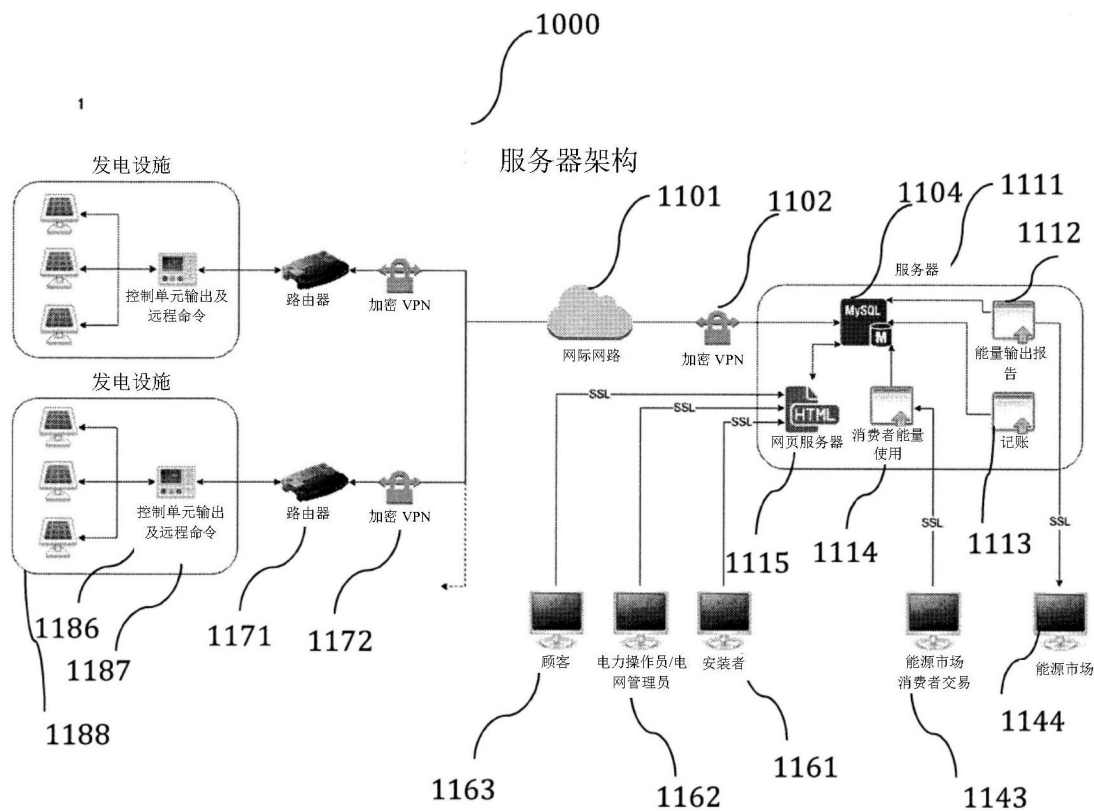 1000
1
服务器架构
发电设施
1101
1102
1104
1111
1112
服务器
MySQL
M
控制单元输出及
远程命令
路由器
加密 VPN
网际网路
加密 VPN
能量输出报
告
发电设施
SSL
SSL
SSL
HTML
网页服务器
消费者能量
使用
记账
控制单元输出
及远程命令
路由器
加密 VPN
SSL
SSL
1115
1114
1113
1186
1187
1171
1172
1188
顾客
电力操作员/电
网管理员
安装者
能源市场
消费者交易
能源市场
1144
1163
1162
1161
1143